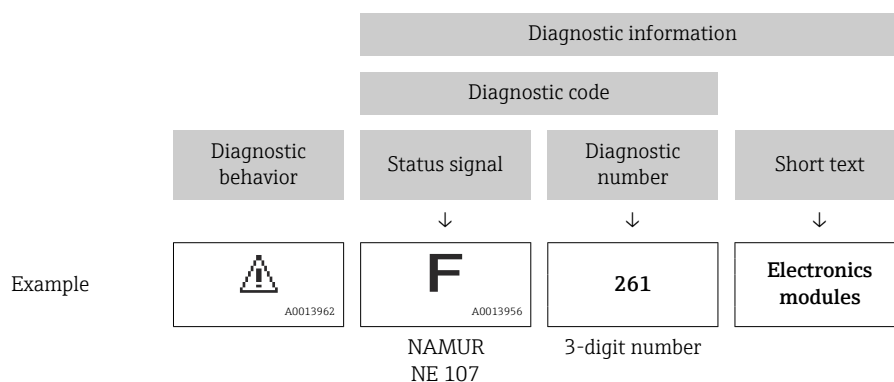 Diagnostic information
Diagnostic code
Diagnostic
behavior
Status signal
Diagnostic
number
Short text
↓ ↓ ↓
Example
A0013962
F
A0013956
261
Electronics
modules
NAMUR
NE 107
3-digit number